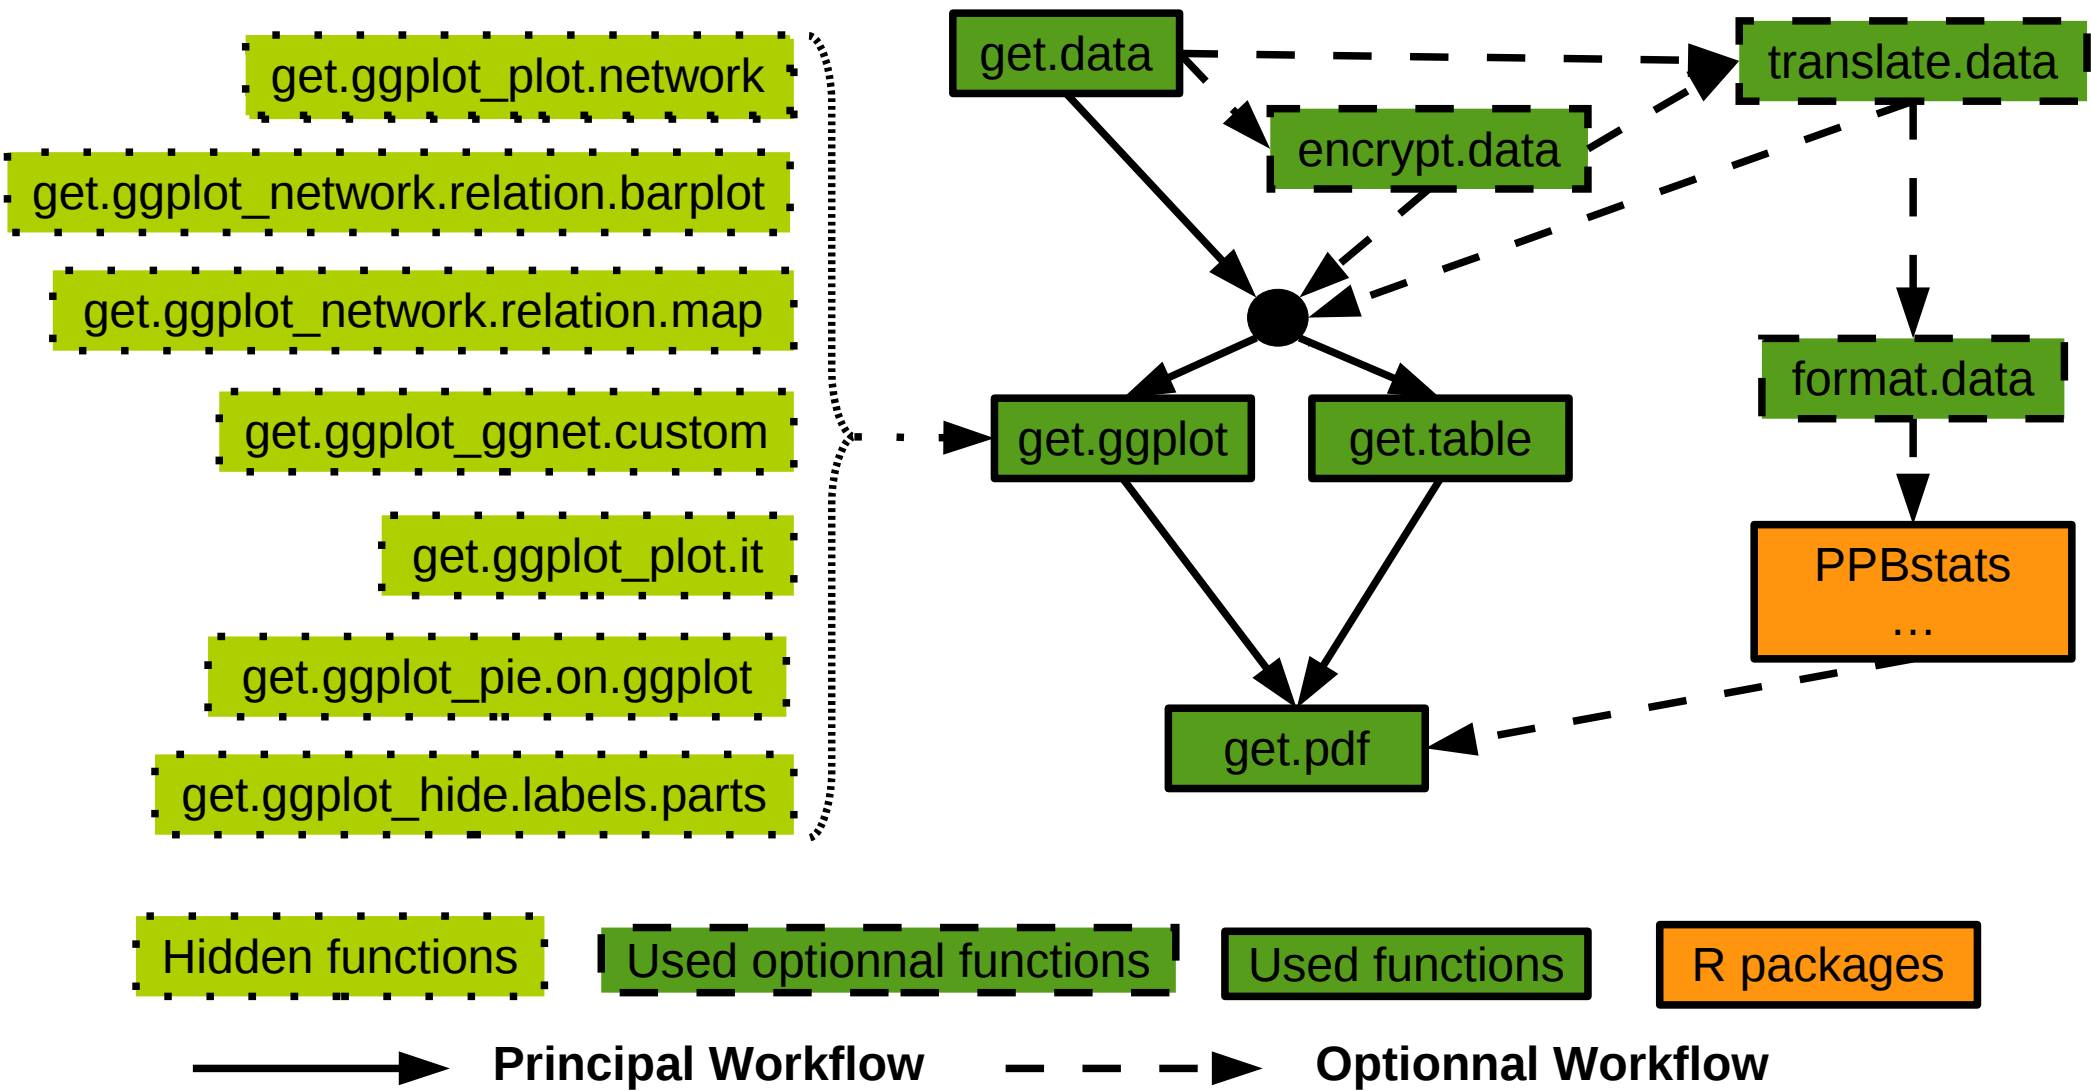 get.ggplot_plot.network
get.ggplot_network.relation.barplot
get.ggplot_network.relation.map
get.ggplot_ggnet.custom
get.ggplot_plot.it
get.ggplot_pie.on.ggplot
get.ggplot_hide.labels.parts
get.data
translate.data
encrypt.data
format.data
get.ggplot
get.table
PPBstats
...
get.pdf
Hidden functions
Used optionnal functions
Used functions
R packages
Principal Workflow
Optionnal Workflow